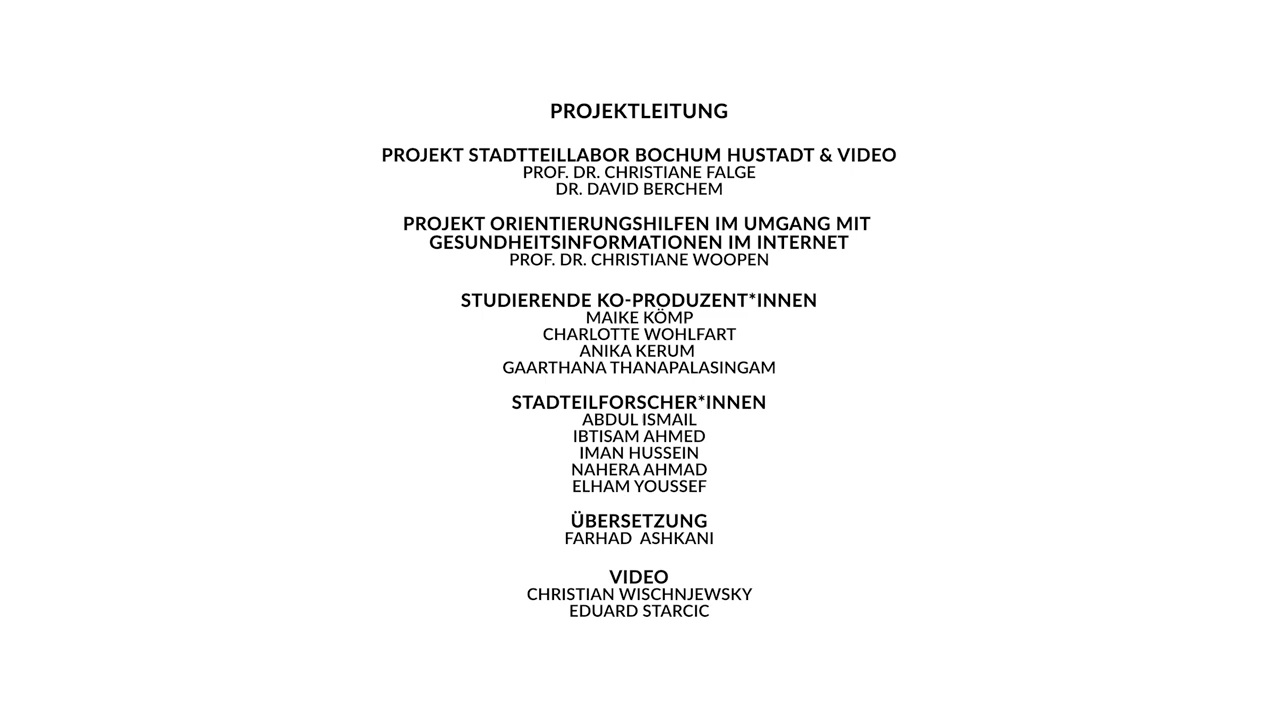 PROJEKTLEITUNG
PROJEKT STADTTEILLABOR BOCHUM HUSTADT & VIDEO
PROF. DR. CHRISTIANE FALGE
DR. DAVID BERCHEM
PROJEKT ORIENTIERUNGSHILFEN IM UMGANG MIT
GESUNDHEITSINFORMATIONEN IM INTERNET
PROF. DR. CHRISTIANE WOOPEN
STUDIERENDE KO-PRODUZENT*INNEN
MAIKE KÖMP
CHARLOTTE WOHLFART
ANIKA KERUM
GAARTHANA THANAPALASINGAM
STADTEILFORSCHER*INNEN
ABDUL ISMAIL
IBTISAM AHMED
IMAN HUSSEIN
NAHERA AHMAD
ELHAM YOUSSEF
ÜBERSETZUNG
FARHAD ASHKANI
VIDEO
CHRISTIAN WISCHNJEWSKY
EDUARD STARCIC